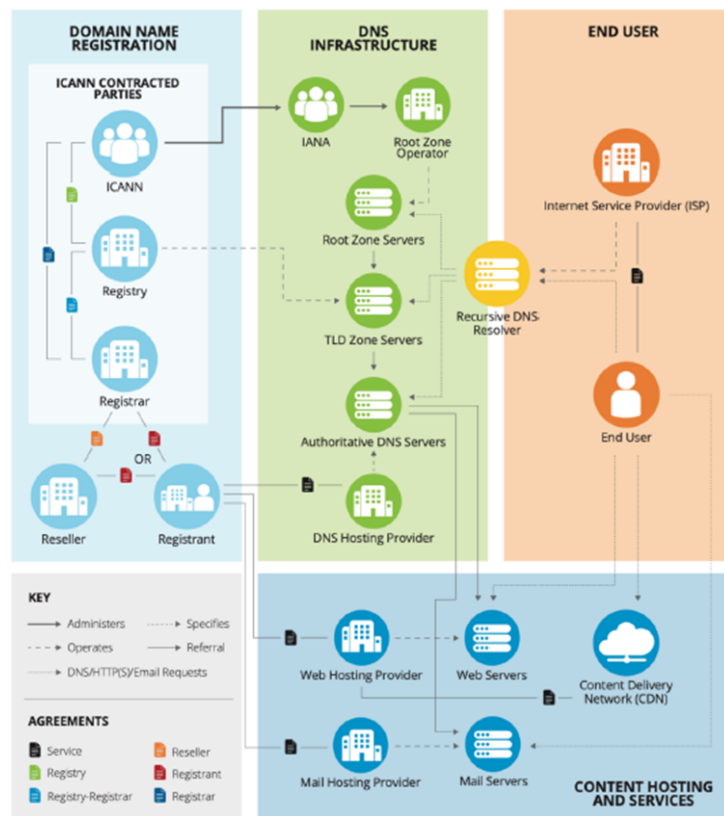 DOMAIN NAME
REGISTRATION
ICANN CONTRACTED
PARTIES
ICANN
Registry
Registrar
OR
Reseller
Registrant
DNS
INFRASTRUCTURE
IANA
Root Zone
Operator
Root Zone Servers
TLD Zone Servers
Authoritative DNS Servers
DNS Hosting Provider
Recursive DNS
Resolver
END USER
Internet Service Provider (ISP)
End User
KEY
Administers
Specifies
Operates
Referral
DNS/HTTP(S)/Email Requests
AGREEMENTS
Service
Reseller
Registry
Registrant
Registry-Registrar
Registrar
Web Hosting Provider
Web Servers
Content Delivery
Network (CDN)
Mail Hosting Provider
Mail Servers
CONTENT HOSTING
AND SERVICES